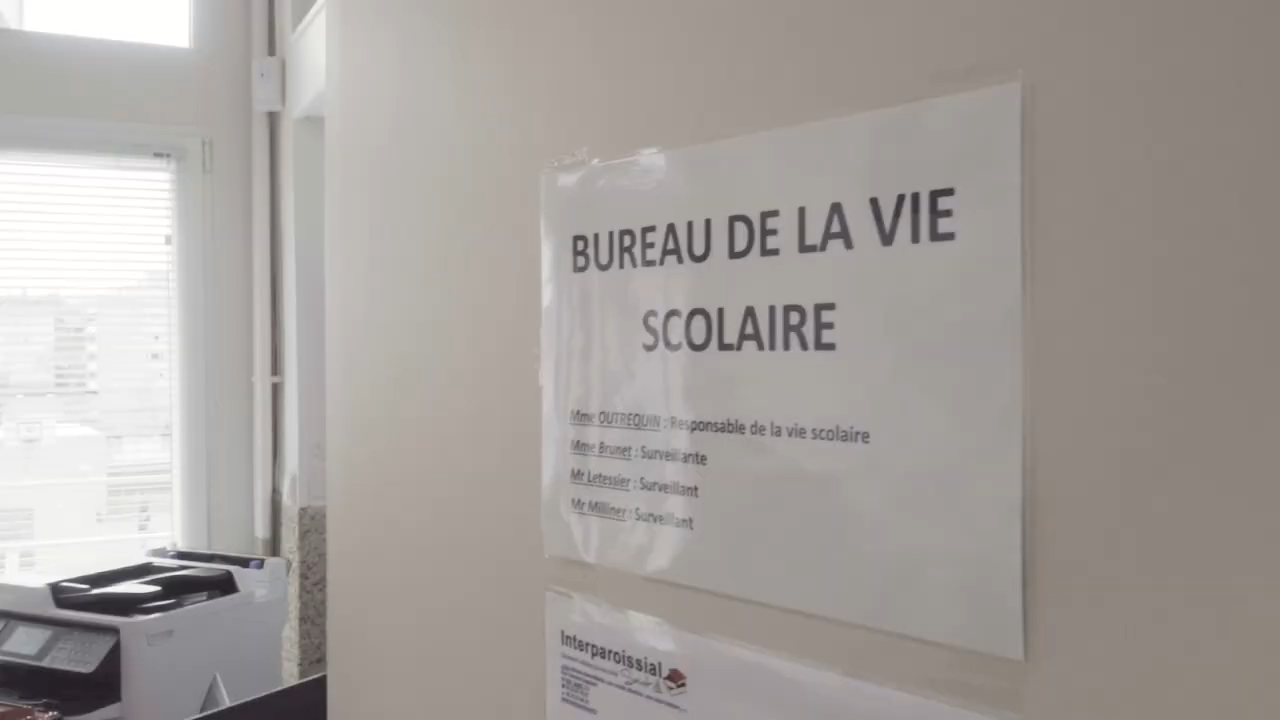 BUREAU DE LA VIE
SCOLAIRE
Mme OUTREQUIN : Responsable de la vie scolaire
Mme Brunet : Surveillante
Mr Letessier : Surveillant
Mr Milliner : Surveillant
Interparoissial